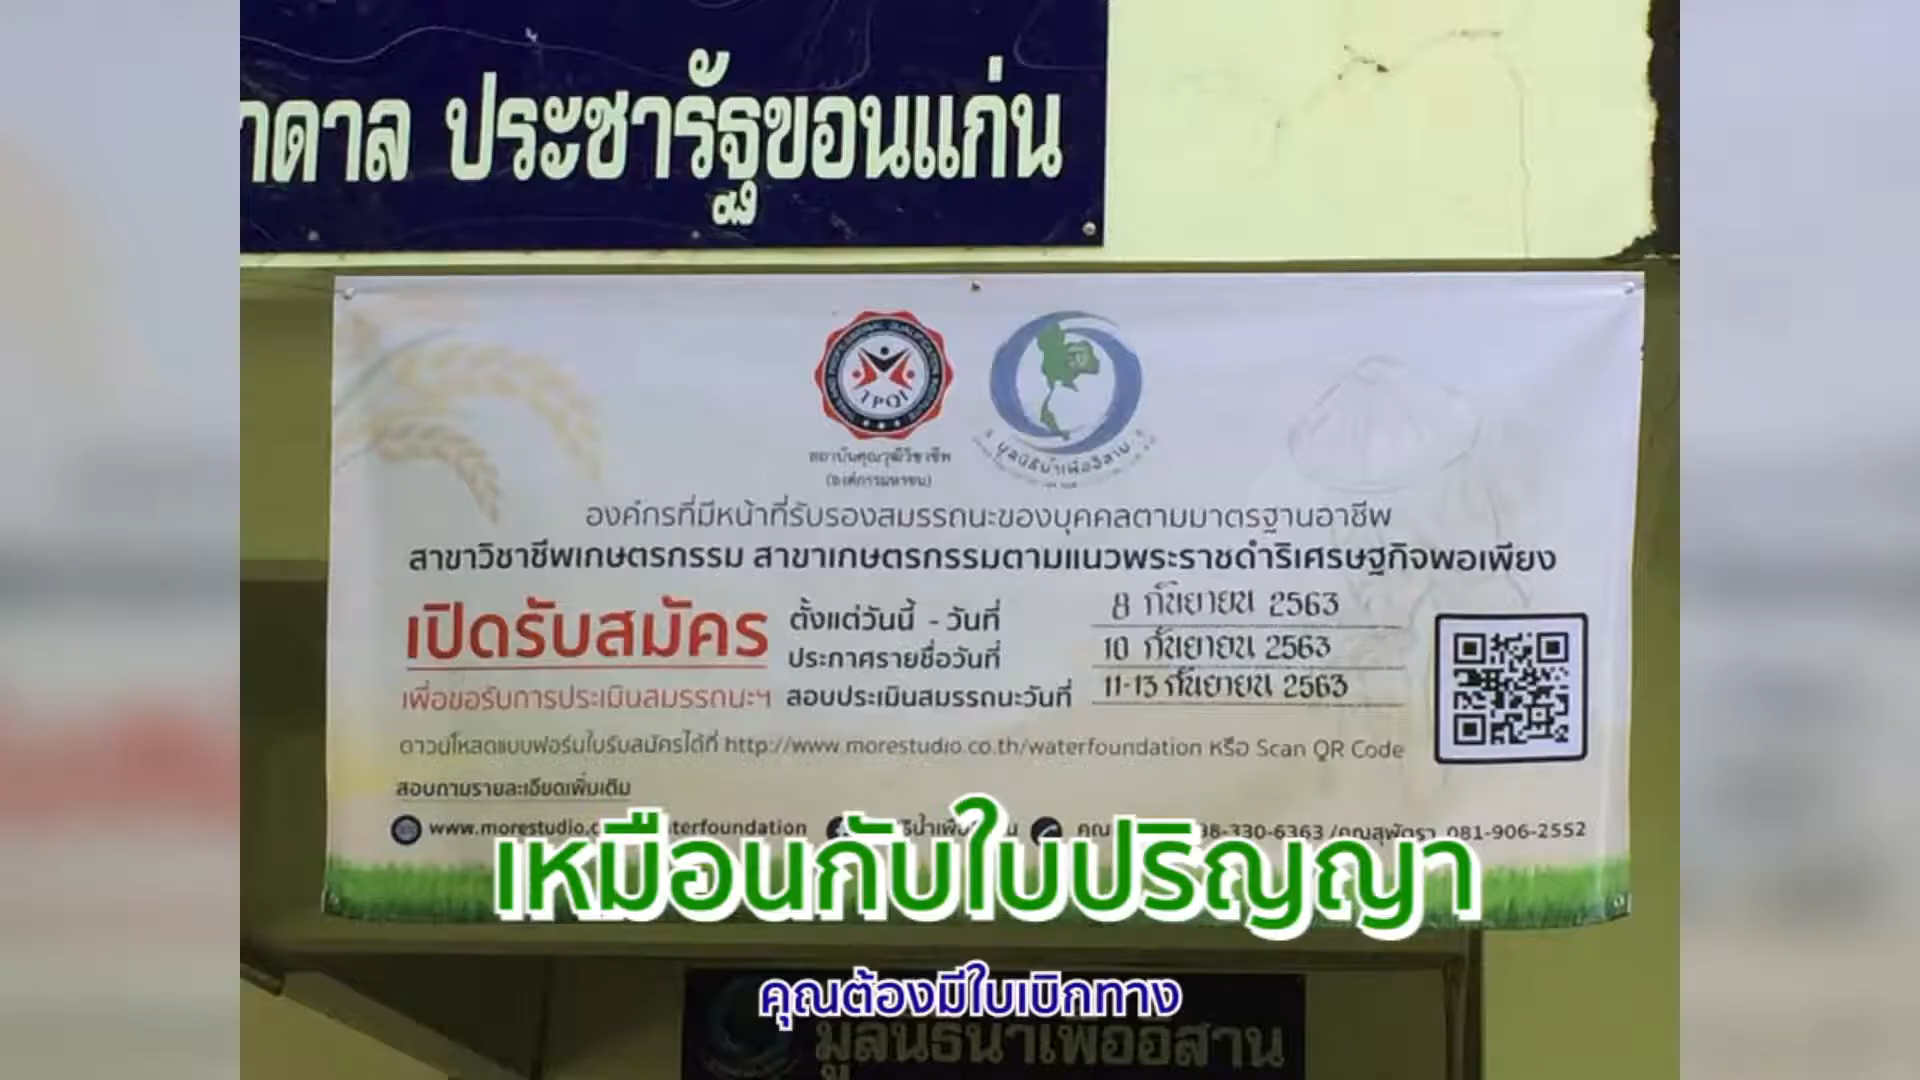 าดาล ประชารัฐขอนแก่น
TPQI
สถาบันคุณวุฒิวิชาชีพ
(องค์การมหาชน)
มูลนิธิน้ำเพื่ออีสาน
องค์กรที่มีหน้าที่รับรองสมรรถนะของบุคคลตามมาตรฐานอาชีพ
สาขาวิชาชีพเกษตรกรรม สาขาเกษตรกรรมตามแนวพระราชดำริเศรษฐกิจพอเพียง
เปิดรับสมัคร ตั้งแต่วันนี้ - วันที่ 8 กันยายน 2563
ประกาศรายชื่อวันที่ 10 กันยายน 2563
เพื่อขอรับการประเมินสมรรถนะฯ สอบประเมินสมรรถนะวันที่ 11-13 กันยายน 2563
ดาวน์โหลดแบบฟอร์มใบรับสมัครได้ที่ http://www.morestudio.co.th/waterfoundation หรือ Scan QR Code
สอบถามรายละเอียดเพิ่มเติม
www.morestudio.c terfoundation คุณ 98-330-6363 /คุณสุพัตรา 081-906-2552
เหมือนกับใบปริญญา
คุณต้องมีใบเบิกทาง
มูลนิธิน้ำเพื่ออีสาน